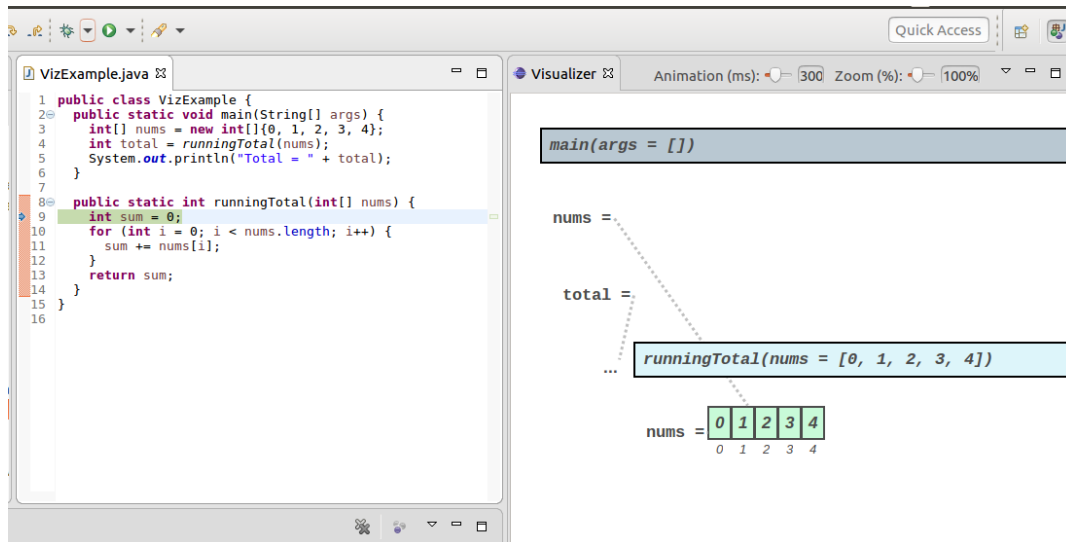 Quick Access
VizExample.java
Visualizer Animation (ms): 300 Zoom (%): 100%
1 public class VizExample {
2 public static void main(String[] args) {
3 int[] nums = new int[]{0, 1, 2, 3, 4};
4 int total = runningTotal(nums);
5 System.out.println("Total = " + total);
6 }
7
8 public static int runningTotal(int[] nums) {
9 int sum = 0;
10 for (int i = 0; i < nums.length; i++) {
11 sum += nums[i];
12 }
13 return sum;
14 }
15 }
16
main(args = [])
nums =
total =
...
runningTotal(nums = [0, 1, 2, 3, 4])
nums = 0 1 2 3 4
0 1 2 3 4